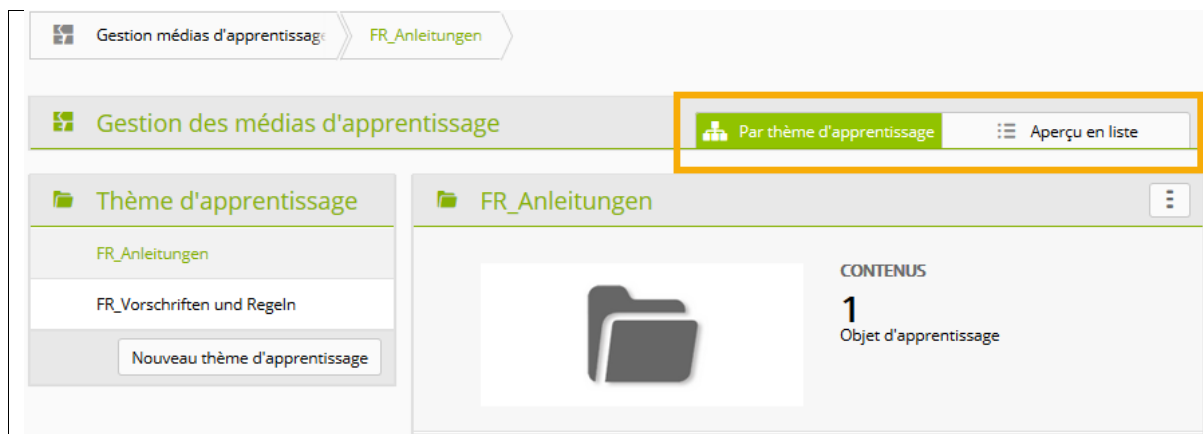 Gestion médias d'apprentissage
FR_Anleitungen
Gestion des médias d'apprentissage
Par thème d'apprentissage
Aperçu en liste
Thème d'apprentissage
FR_Anleitungen
FR_Anleitungen
FR_Vorschriften und Regeln
Nouveau thème d'apprentissage
CONTENUS
1
Objet d'apprentissage